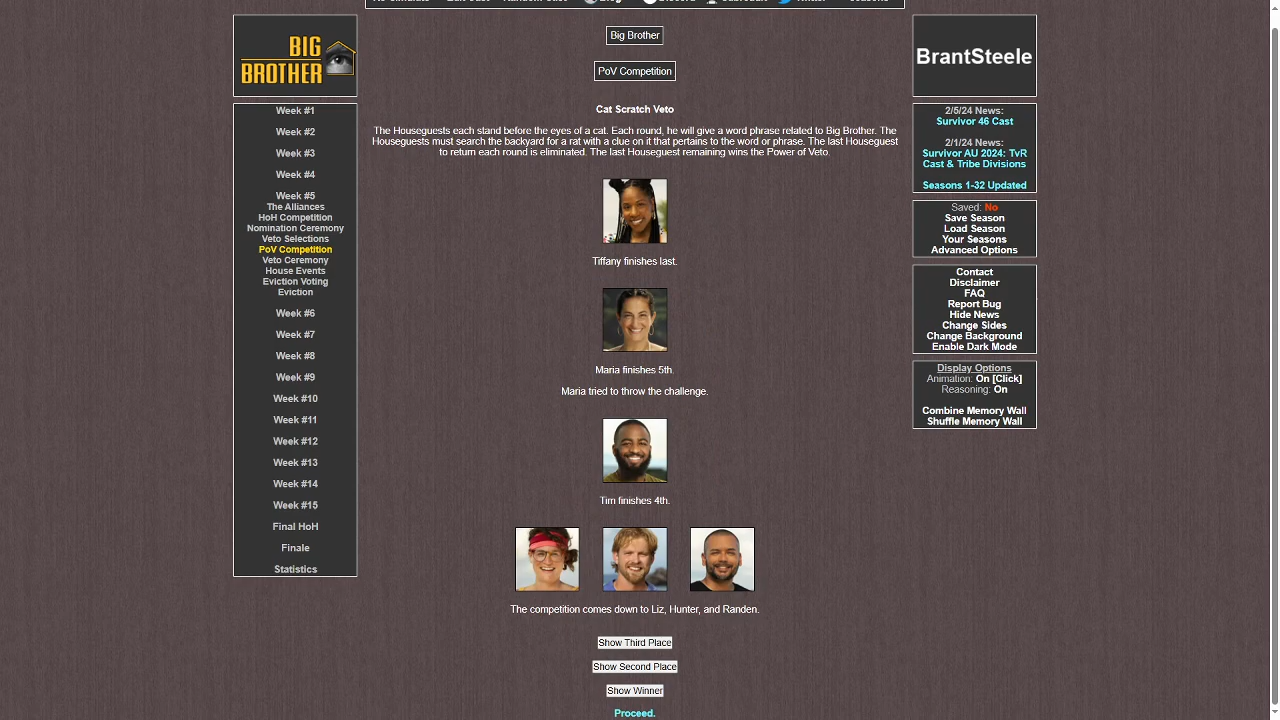 Big Brother
PoV Competition
Cat Scratch Veto
The Houseguests each stand before the eyes of a cat. Each round, he will give a word phrase related to Big Brother. The
Houseguests must search the backyard for a rat with a clue on it that pertains to the word or phrase. The last Houseguest
to return each round is eliminated. The last Houseguest remaining wins the Power of Veto.
Tiffany finishes last.
Maria finishes 5th.
Maria tried to throw the challenge.
Tim finishes 4th.
The competition comes down to Liz, Hunter, and Randen.
Show Third Place
Show Second Place
Show Winner
Proceed.
BIG
BROTHER
Week #1
Week #2
Week #3
Week #4
Week #5
The Alliances
HoH Competition
Nomination Ceremony
Veto Selections
PoV Competition
Veto Ceremony
House Events
Eviction Voting
Eviction
Week #6
Week #7
Week #8
Week #9
Week #10
Week #11
Week #12
Week #13
Week #14
Week #15
Final HoH
Finale
Statistics
BrantSteele
2/5/24 News:
Survivor 46 Cast
2/1/24 News:
Survivor AU 2024: TvR
Cast & Tribe Divisions
Seasons 1-32 Updated
Saved: No
Save Season
Load Season
Your Seasons
Advanced Options
Contact
Disclaimer
FAQ
Report Bug
Hide News
Change Sides
Change Background
Enable Dark Mode
Display Options
Animation: On [Click]
Reasoning: On
Combine Memory Wall
Shuffle Memory Wall